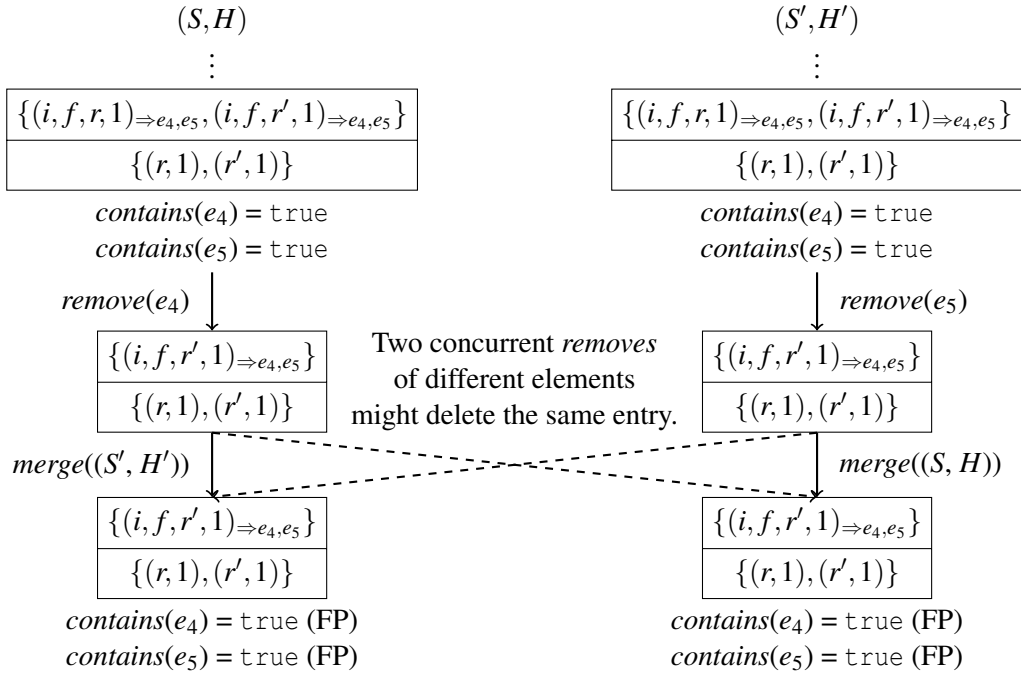 (S, H)
(S′, H′)
⋮
⋮
{(i, f, r, 1)⇒e₄,e₅, (i, f, r′, 1)⇒e₄,e₅}
{(r, 1), (r′, 1)}
{(i, f, r, 1)⇒e₄,e₅, (i, f, r′, 1)⇒e₄,e₅}
{(r, 1), (r′, 1)}
contains(e₄) = true
contains(e₅) = true
contains(e₄) = true
contains(e₅) = true
remove(e₄)
remove(e₅)
{(i, f, r′, 1)⇒e₄,e₅}
{(r, 1), (r′, 1)}
Two concurrent removes
of different elements
might delete the same entry.
{(i, f, r′, 1)⇒e₄,e₅}
{(r, 1), (r′, 1)}
merge((S′, H′))
merge((S, H))
{(i, f, r′, 1)⇒e₄,e₅}
{(r, 1), (r′, 1)}
{(i, f, r′, 1)⇒e₄,e₅}
{(r, 1), (r′, 1)}
contains(e₄) = true (FP)
contains(e₅) = true (FP)
contains(e₄) = true (FP)
contains(e₅) = true (FP)